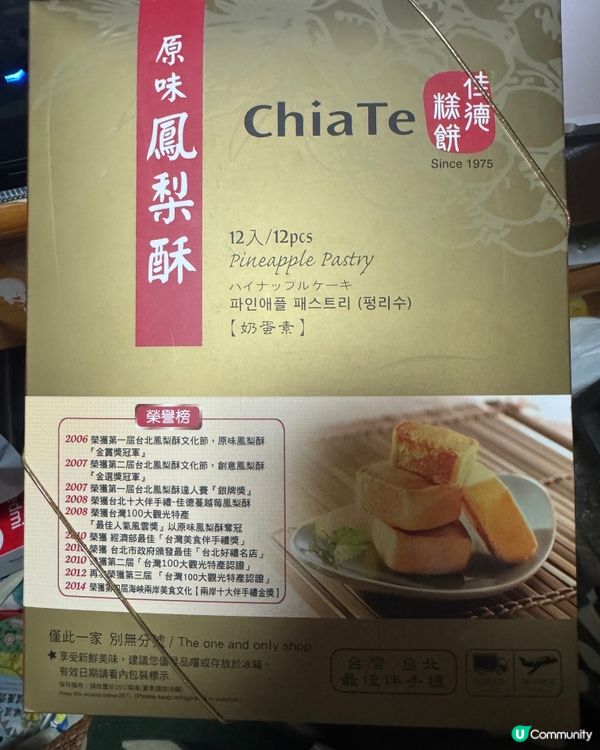 原味鳳梨酥
ChiaTe
佳德
糕餅
Since 1975
12入/12pcs
Pineapple Pastry
パイナップルケーキ
파인애플 패스트리 (펑리수)
【奶蛋素】
榮譽榜
2006 榮獲第一屆台北鳳梨酥文化節，原味鳳梨酥
「金賞獎冠軍」
2007 榮獲第二屆台北鳳梨酥文化節，創意鳳梨酥
「金選獎冠軍」
2007 榮獲第一屆台北鳳梨酥達人賽「銀牌獎」
2008 榮獲台北十大伴手禮-佳德蔓越莓鳳梨酥
2008 榮獲台灣100大觀光特產
「最佳人氣風雲獎」以原味鳳梨酥奪冠
2010 榮獲 經濟部最佳「台灣美食伴手禮獎」
榮獲 台北市政府頒發最佳「台北好禮名店」
2010 榮獲第二屆「台灣100大觀光特產認證」
2012 再次榮獲第三屆「台灣100大觀光特產認證」
2014 榮獲第四屆海峽兩岸美食文化【兩岸十大伴手禮金獎】
僅此一家 別無分號 / The one and only shop
★享受新鮮美味，建議您儘早品嚐或存放於冰箱。
有效日期請看內包裝標示
台灣．台北
最佳伴手禮
U Community